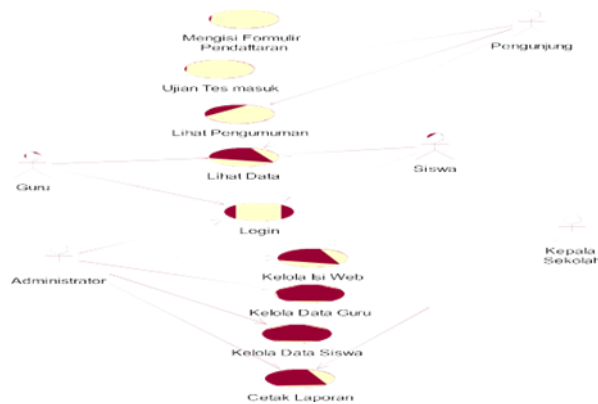 Mengisi Formulir
Pendaftaran
Pengunjung
Ujian Tes masuk
Lihat Pengumuman
Lihat Data
Siswa
Guru
Login
Kepala
Sekolah
Kelola Isi Web
Administrator
Kelola Data Guru
Kelola Data Siswa
Cetak Laporan